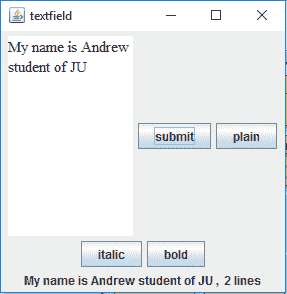 textfield
My name is Andrew
student of JU
submit plain
italic bold
My name is Andrew student of JU , 2 lines